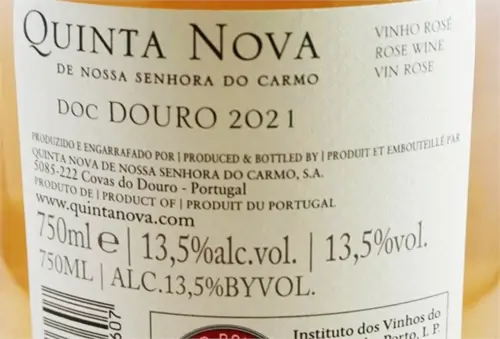 QUINTA NOVA
DE NOSSA SENHORA DO CARMO
VINHO ROSÉ
ROSE WINE
VIN ROSE
DOC DOURO 2021
PRODUZIDO E ENGARRAFADO POR | PRODUCED & BOTTLED BY | PRODUIT ET EMBOUTEILLÉ PAR
QUINTA NOVA DE NOSSA SENHORA DO CARMO, S.A.
5085-222 Covas do Douro - Portugal
PRODUTO DE | PRODUCT OF | PRODUIT DU PORTUGAL
www.quintanova.com
750ml e | 13,5%alc.vol. | 13,5%vol.
750ML | ALC.13,5%BYVOL.
Instituto dos Vinhos do
Porto, I. P.